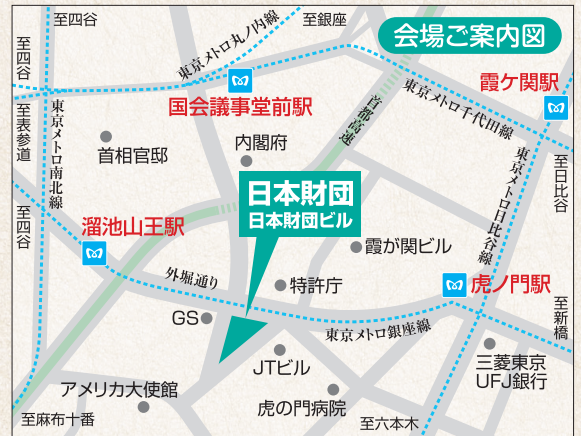 至四谷
至銀座
会場ご案内図
至四谷
東京メトロ丸ノ内線
国会議事堂前駅
首都高速
東京メトロ千代田線
霞ケ関駅
至表参道
東京メトロ南北線
首相官邸
内閣府
日本財団
日本財団ビル
至日比谷
東京メトロ日比谷線
至四谷
溜池山王駅
霞が関ビル
外堀通り
特許庁
虎ノ門駅
GS
東京メトロ銀座線
至新橋
JTビル
三菱東京
UFJ銀行
アメリカ大使館
虎の門病院
至麻布十番
至六本木